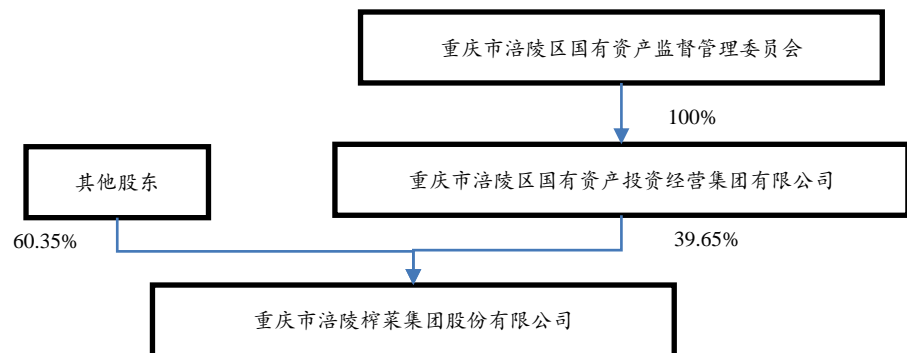 重庆市涪陵区国有资产监督管理委员会
100%
其他股东
重庆市涪陵区国有资产投资经营集团有限公司
60.35%
39.65%
重庆市涪陵榨菜集团股份有限公司